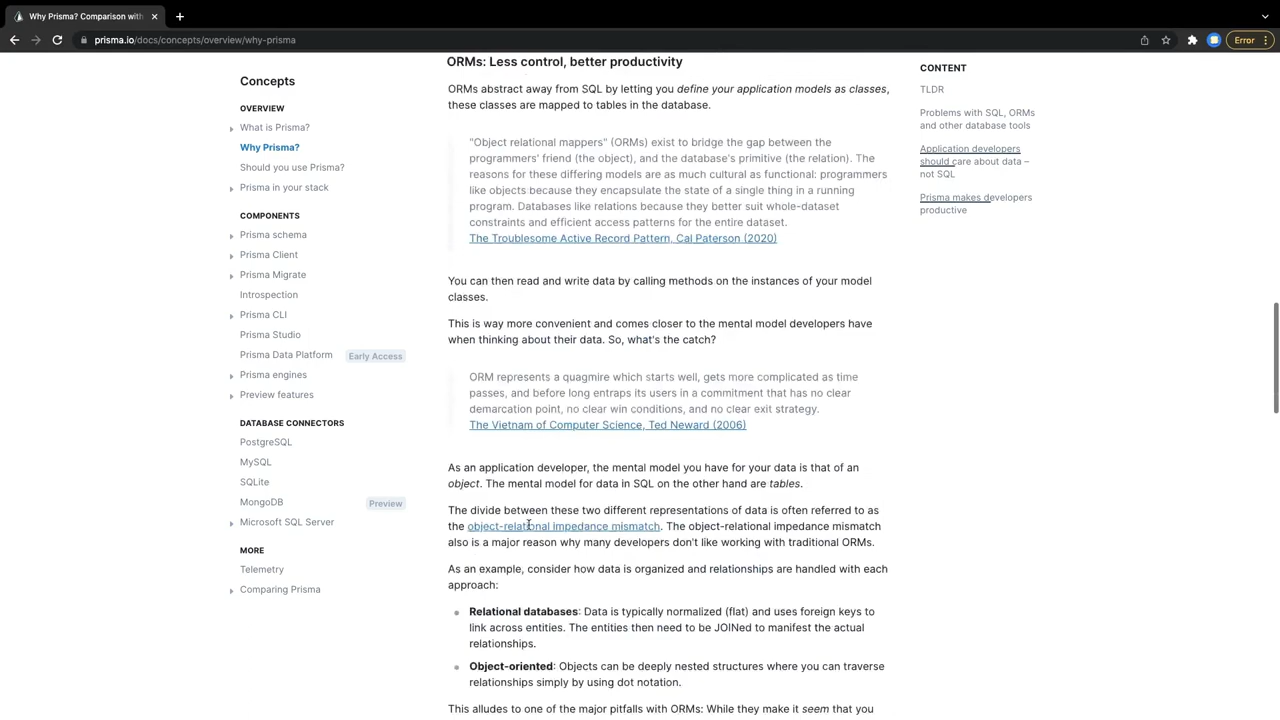 Why Prisma? Comparison with
prisma.io/docs/concepts/overview/why-prisma
Error
Concepts
OVERVIEW
What is Prisma?
Why Prisma?
Should you use Prisma?
Prisma in your stack
COMPONENTS
Prisma schema
Prisma Client
Prisma Migrate
Introspection
Prisma CLI
Prisma Studio
Prisma Data Platform Early Access
Prisma engines
Preview features
DATABASE CONNECTORS
PostgreSQL
MySQL
SQLite
MongoDB Preview
Microsoft SQL Server
MORE
Telemetry
Comparing Prisma
ORMs: Less control, better productivity
ORMs abstract away from SQL by letting you define your application models as classes,
these classes are mapped to tables in the database.
"Object relational mappers" (ORMs) exist to bridge the gap between the
programmers' friend (the object), and the database's primitive (the relation). The
reasons for these differing models are as much cultural as functional: programmers
like objects because they encapsulate the state of a single thing in a running
program. Databases like relations because they better suit whole-dataset
constraints and efficient access patterns for the entire dataset.
The Troublesome Active Record Pattern, Cal Paterson (2020)
You can then read and write data by calling methods on the instances of your model
classes.
This is way more convenient and comes closer to the mental model developers have
when thinking about their data. So, what's the catch?
ORM represents a quagmire which starts well, gets more complicated as time
passes, and before long entraps its users in a commitment that has no clear
demarcation point, no clear win conditions, and no clear exit strategy.
The Vietnam of Computer Science, Ted Neward (2006)
As an application developer, the mental model you have for your data is that of an
object. The mental model for data in SQL on the other hand are tables.
The divide between these two different representations of data is often referred to as
the object-relational impedance mismatch. The object-relational impedance mismatch
also is a major reason why many developers don't like working with traditional ORMs.
As an example, consider how data is organized and relationships are handled with each
approach:
Relational databases: Data is typically normalized (flat) and uses foreign keys to
link across entities. The entities then need to be JOINed to manifest the actual
relationships.
Object-oriented: Objects can be deeply nested structures where you can traverse
relationships simply by using dot notation.
This alludes to one of the major pitfalls with ORMs: While they make it seem that you
CONTENT
TLDR
Problems with SQL, ORMs
and other database tools
Application developers
should care about data –
not SQL
Prisma makes developers
productive